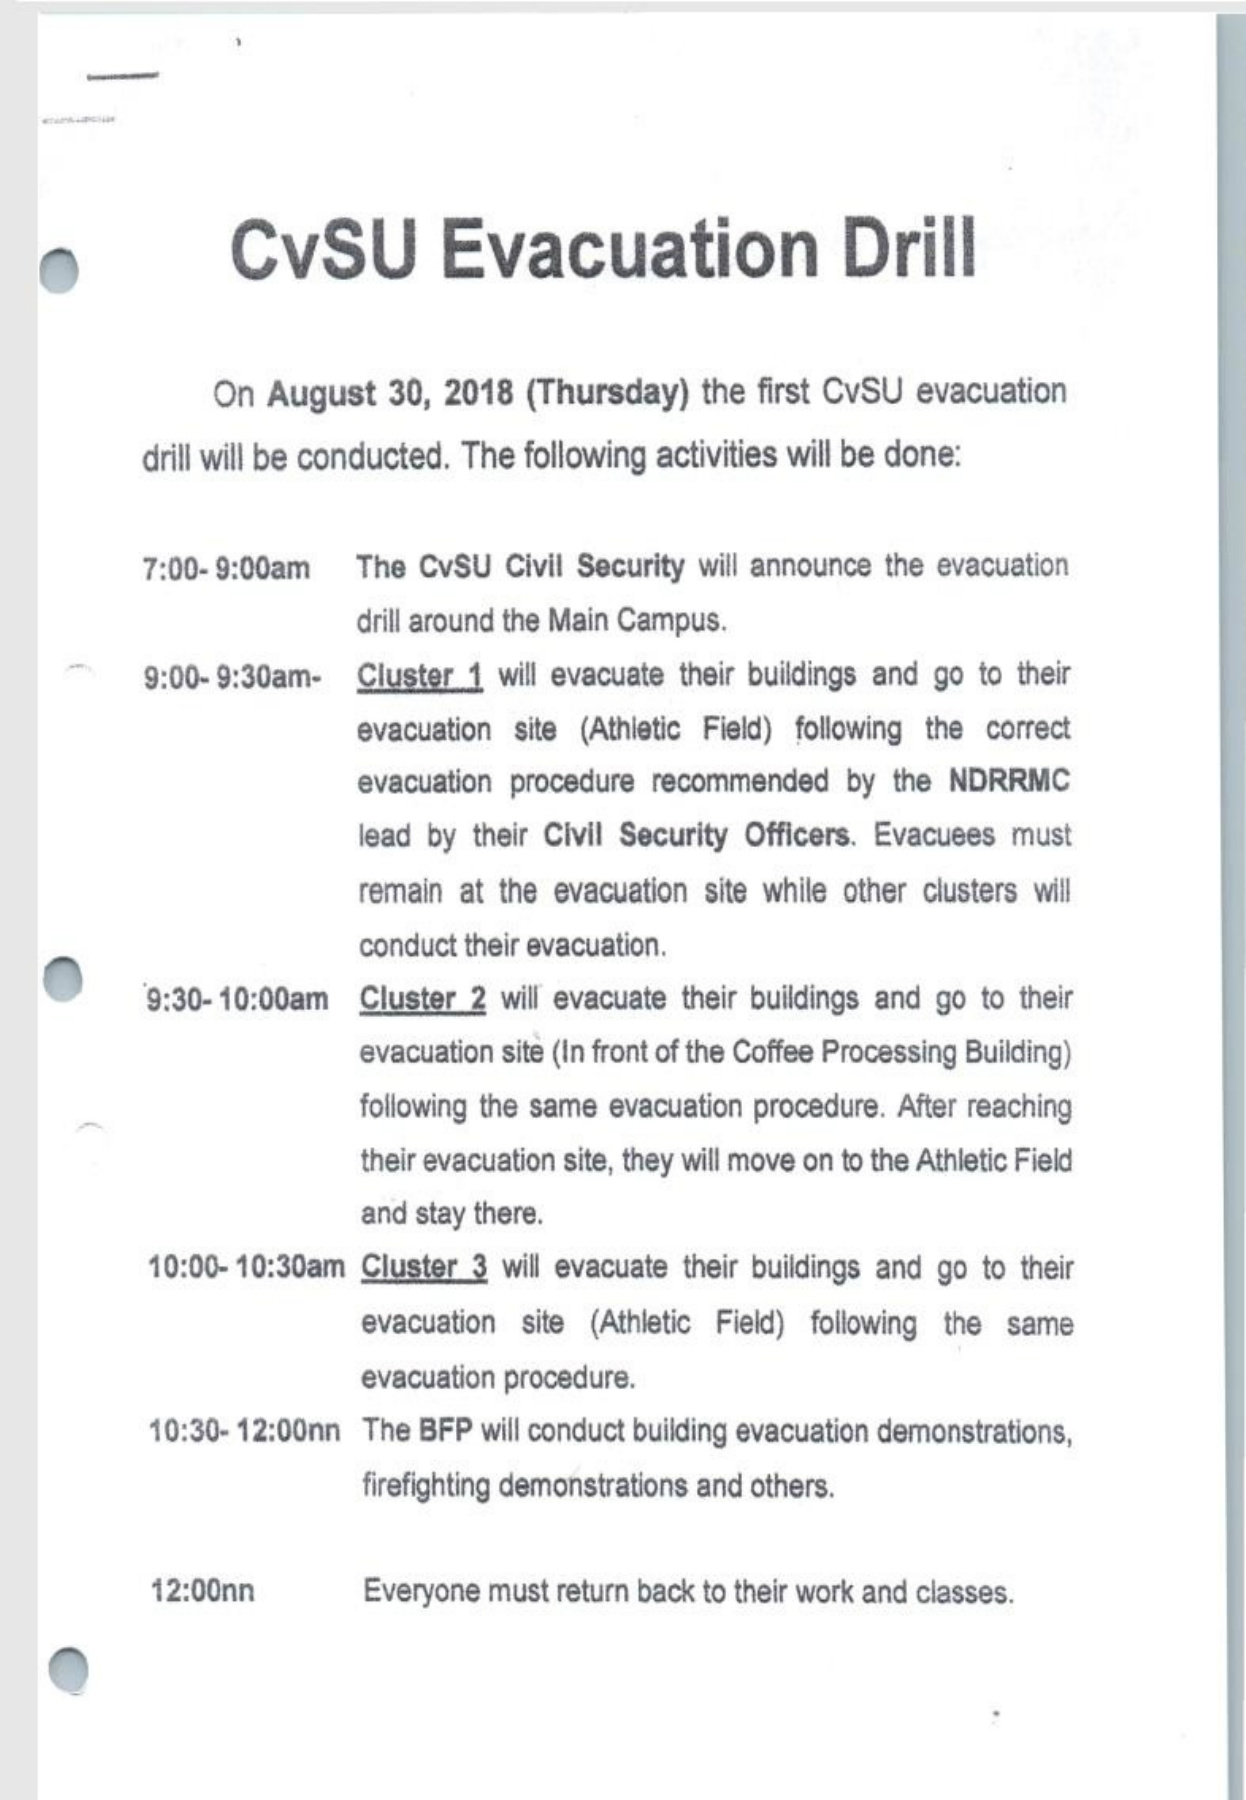 CvSU Evacuation Drill
On August 30, 2018 (Thursday) the first CvSU evacuation
drill will be conducted. The following activities will be done:
7:00- 9:00am The CvSU Civil Security will announce the evacuation
drill around the Main Campus.
9:00- 9:30am- Cluster 1 will evacuate their buildings and go to their
evacuation site (Athletic Field) following the correct
evacuation procedure recommended by the NDRRMC
lead by their Civil Security Officers. Evacuees must
remain at the evacuation site while other clusters will
conduct their evacuation.
9:30- 10:00am Cluster 2 will evacuate their buildings and go to their
evacuation site (In front of the Coffee Processing Building)
following the same evacuation procedure. After reaching
their evacuation site, they will move on to the Athletic Field
and stay there.
10:00- 10:30am Cluster 3 will evacuate their buildings and go to their
evacuation site (Athletic Field) following the same
evacuation procedure.
10:30- 12:00nn The BFP will conduct building evacuation demonstrations,
firefighting demonstrations and others.
12:00nn Everyone must return back to their work and classes.